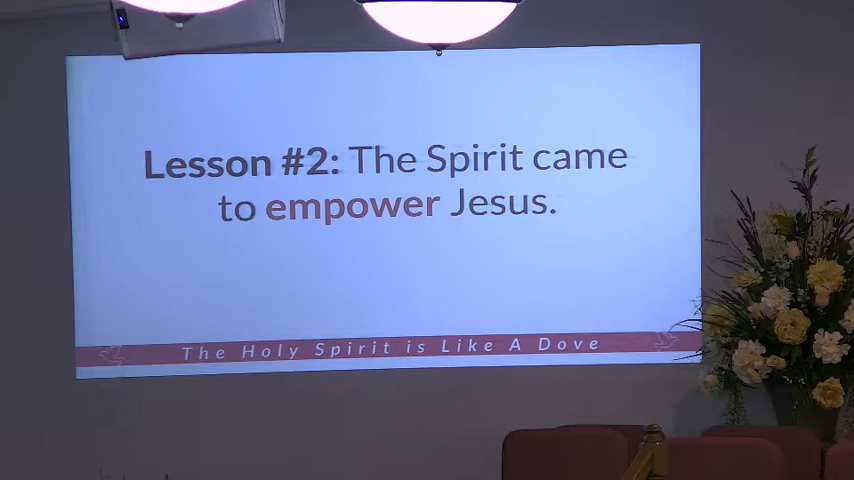 Lesson #2: The Spirit came
to empower Jesus.
The Holy Spirit is Like A Dove